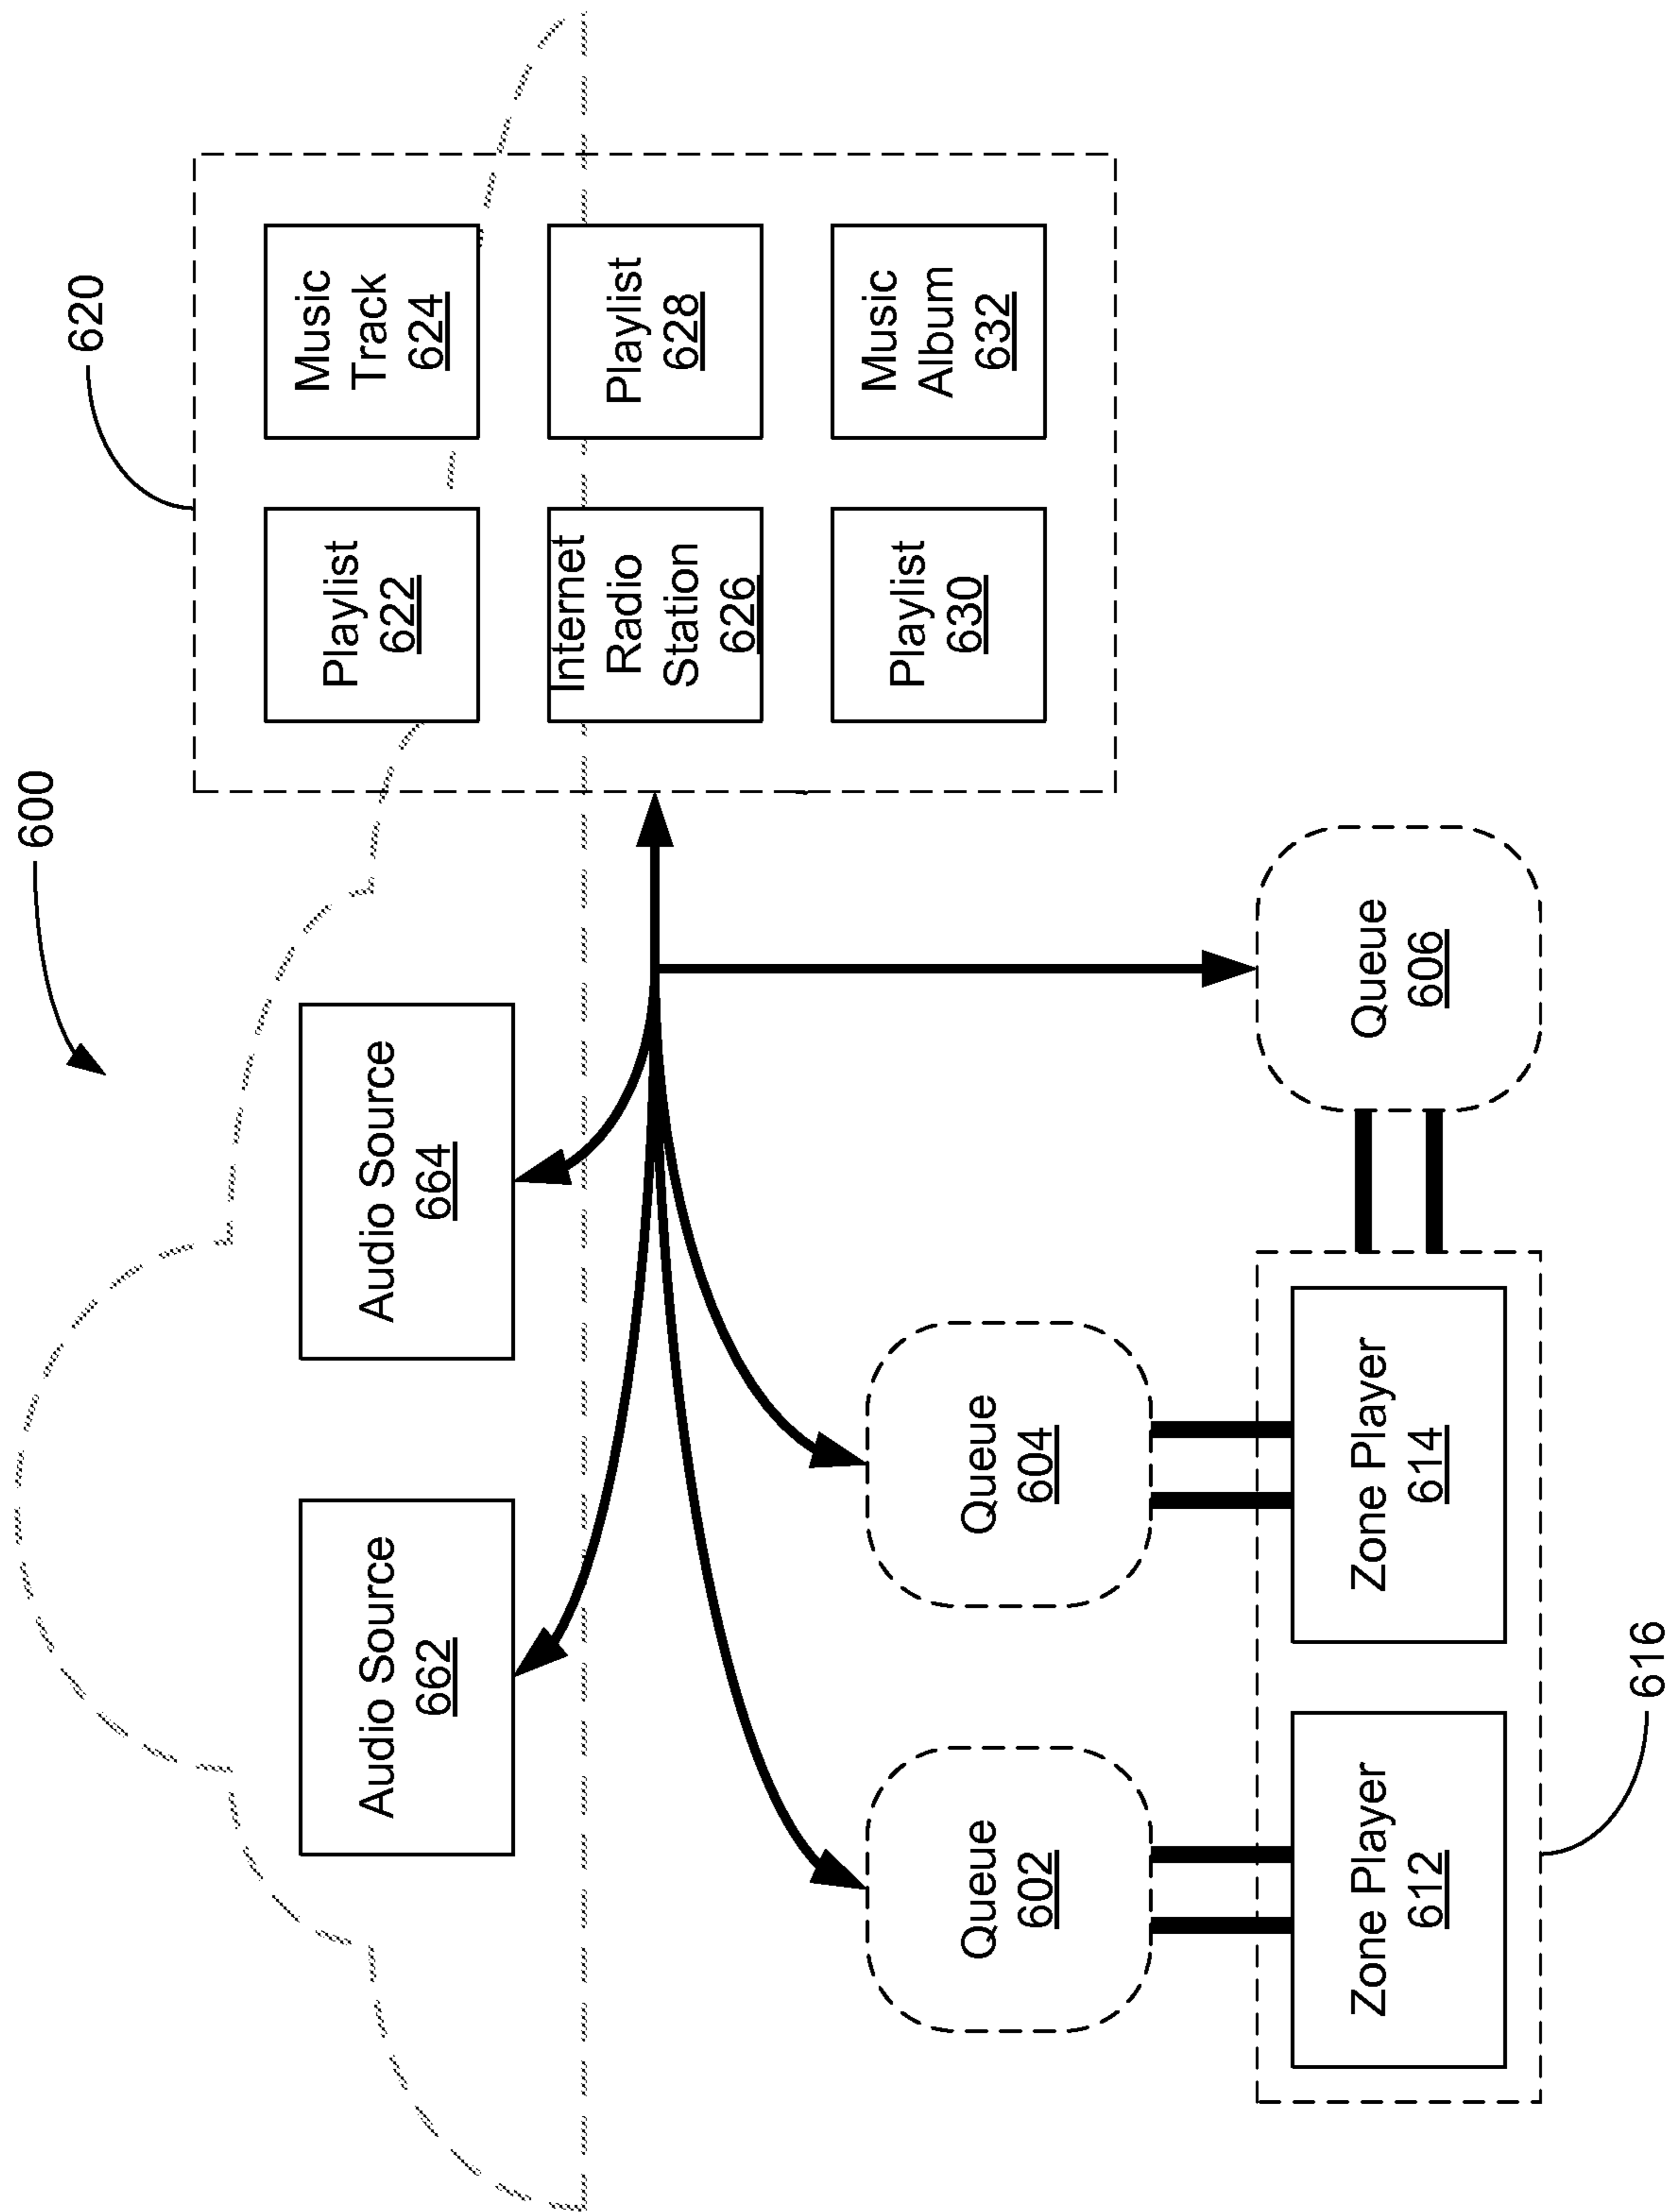 600
620
Audio Source
662
Audio Source
664
Playlist
622
Music
Track
624
Internet
Radio
Station
626
Playlist
628
Playlist
630
Music
Album
632
Queue
602
Queue
604
Queue
606
Zone Player
612
Zone Player
614
616